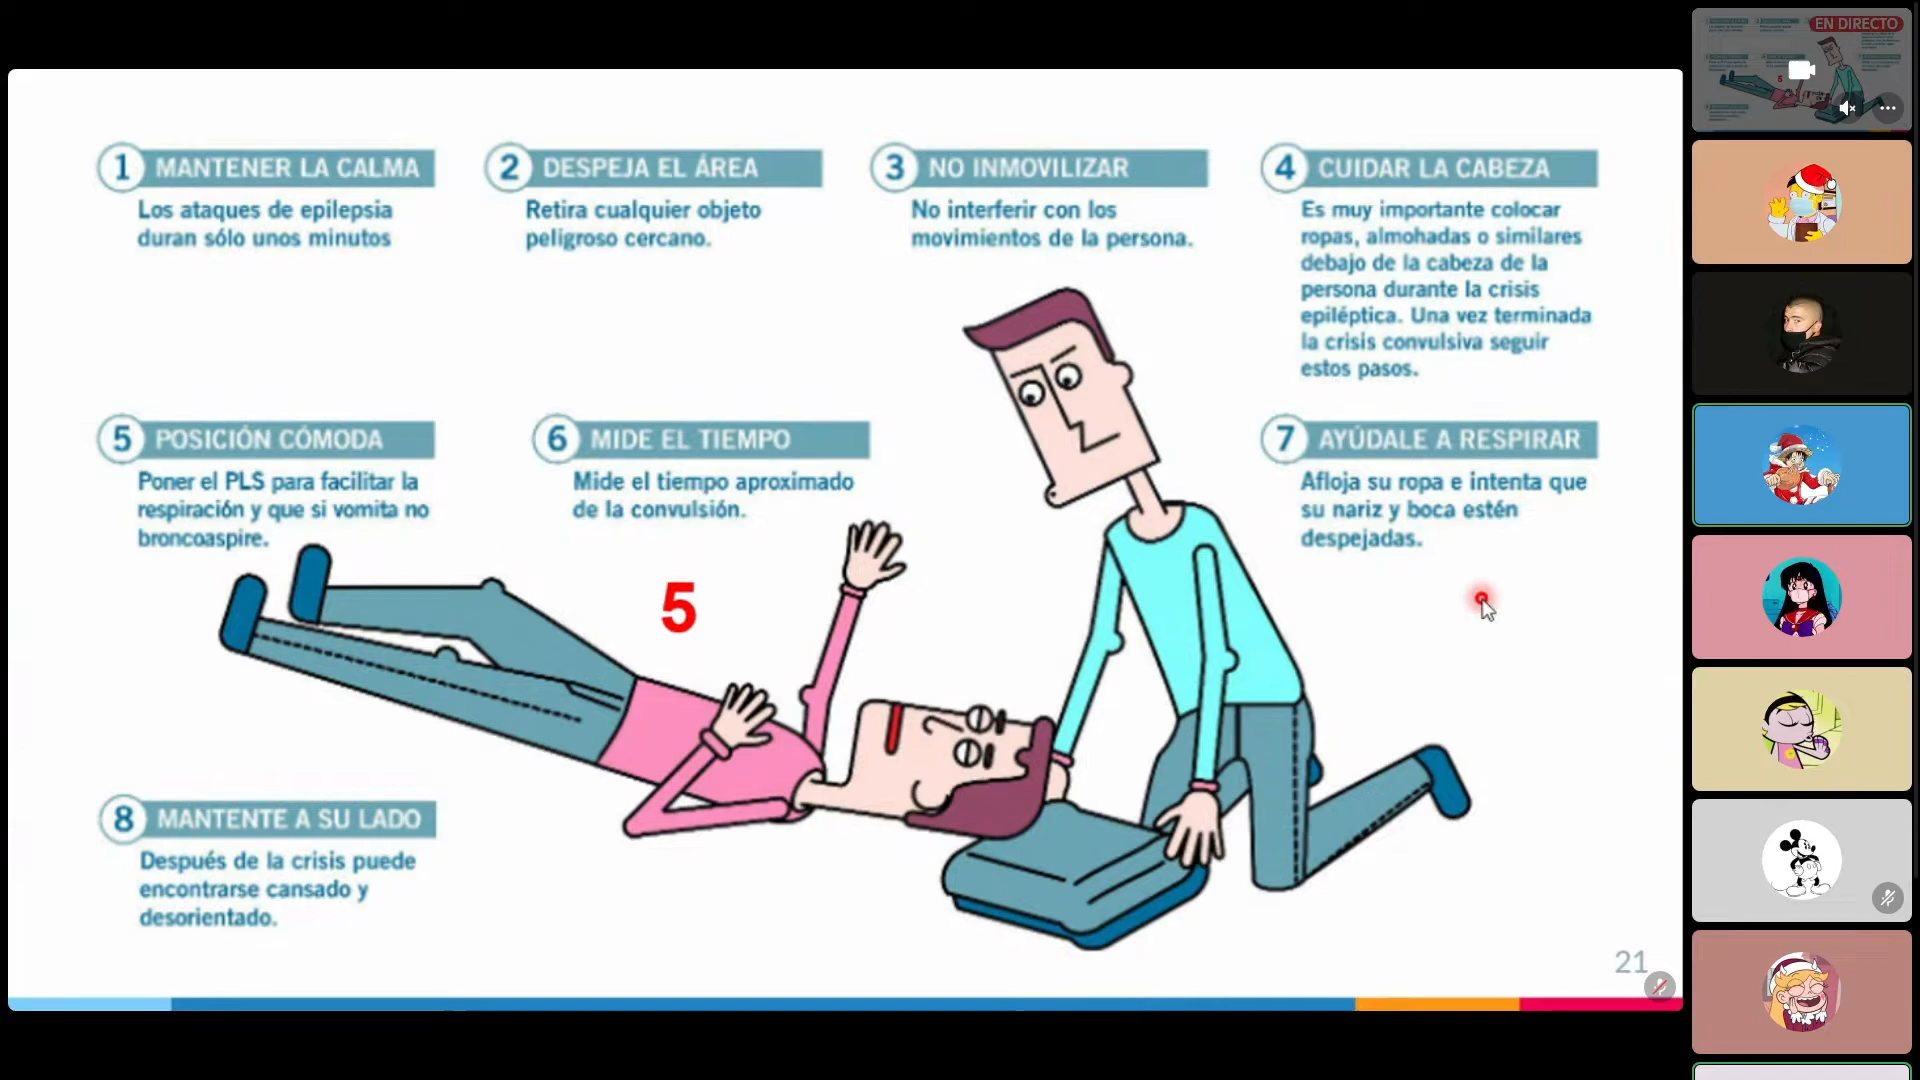 EN DIRECTO
1 MANTENER LA CALMA
Los ataques de epilepsia
duran sólo unos minutos
2 DESPEJA EL ÁREA
Retira cualquier objeto
peligroso cercano.
3 NO INMOVILIZAR
No interferir con los
movimientos de la persona.
4 CUIDAR LA CABEZA
Es muy importante colocar
ropas, almohadas o similares
debajo de la cabeza de la
persona durante la crisis
epiléptica. Una vez terminada
la crisis convulsiva seguir
estos pasos.
5 POSICIÓN CÓMODA
Poner el PLS para facilitar la
respiración y que si vomita no
broncoaspire.
6 MIDE EL TIEMPO
Mide el tiempo aproximado
de la convulsión.
7 AYÚDALE A RESPIRAR
Afloja su ropa e intenta que
su nariz y boca estén
despejadas.
5
8 MANTENTE A SU LADO
Después de la crisis puede
encontrarse cansado y
desorientado.
21